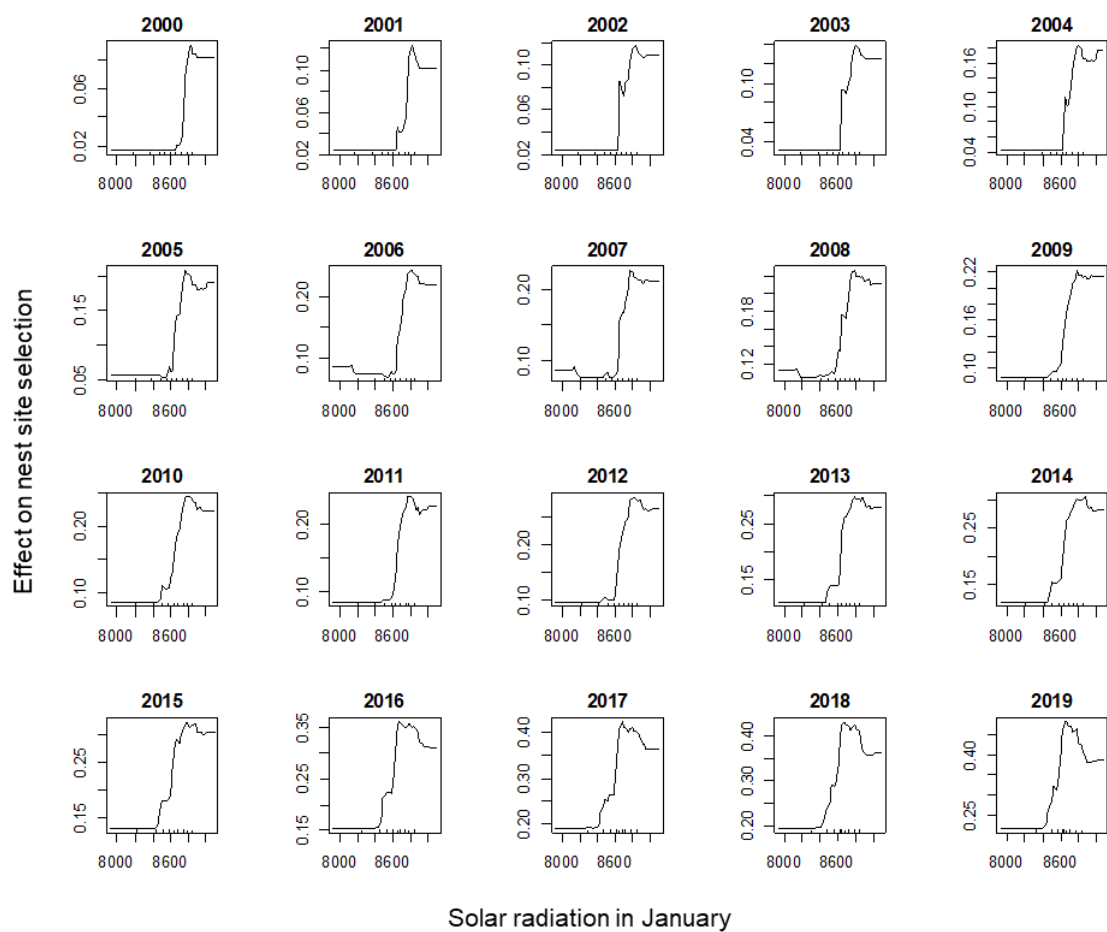 2000 2001 2002 2003 2004
0.02 0.06 0.02 0.06 0.10 0.02 0.06 0.10 0.04 0.10 0.04 0.10 0.16
8000 8600 8000 8600 8000 8600 8000 8600 8000 8600
2005 2006 2007 2008 2009
0.05 0.15 0.10 0.20 0.10 0.20 0.12 0.18 0.10 0.16 0.22
8000 8600 8000 8600 8000 8600 8000 8600 8000 8600
Effect on nest site selection
2010 2011 2012 2013 2014
0.10 0.20 0.10 0.20 0.10 0.20 0.15 0.25 0.15 0.25
8000 8600 8000 8600 8000 8600 8000 8600 8000 8600
2015 2016 2017 2018 2019
0.15 0.25 0.15 0.25 0.35 0.20 0.30 0.40 0.20 0.30 0.40 0.25 0.40
8000 8600 8000 8600 8000 8600 8000 8600 8000 8600
Solar radiation in January